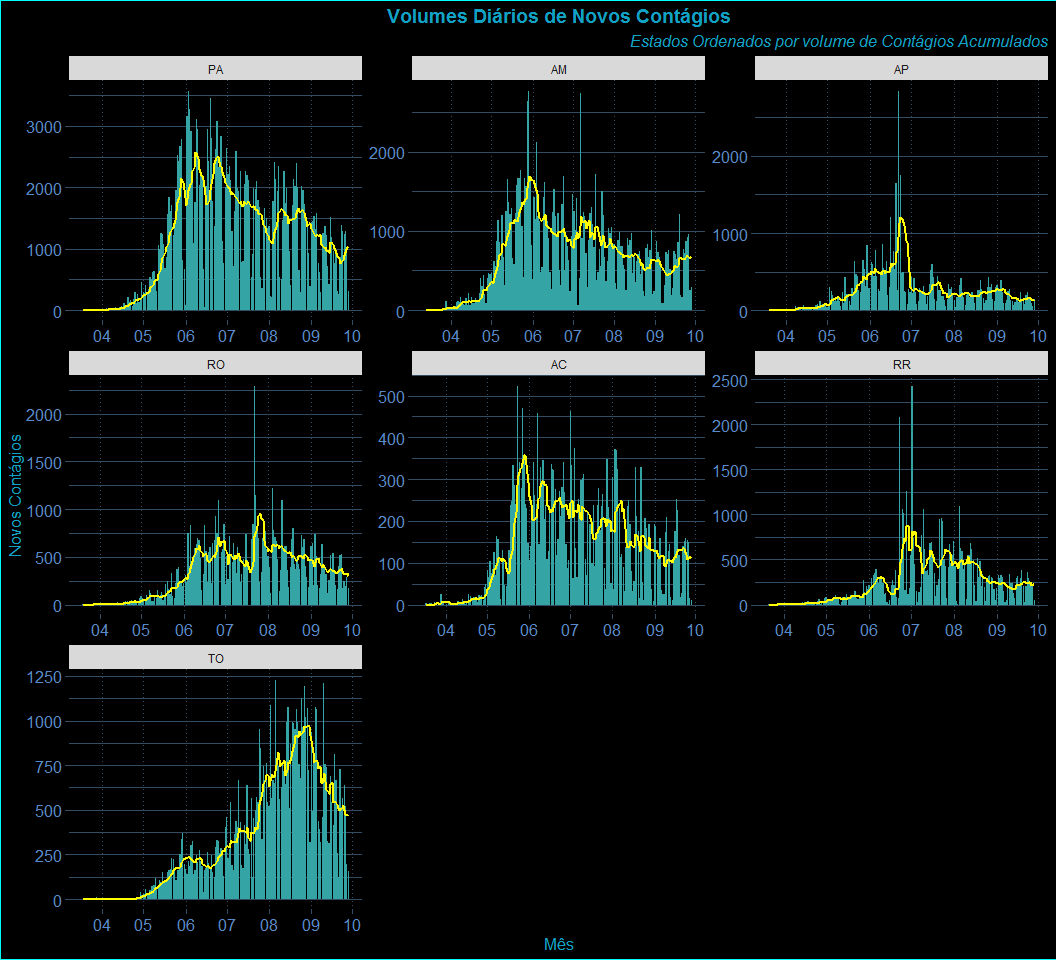 Volumes Diários de Novos Contágios
Estados Ordenados por volume de Contágios Acumulados
PA
AM
AP
3000
2000
1000
0
2000
1000
0
2000
1000
0
04 05 06 07 08 09 10
04 05 06 07 08 09 10
04 05 06 07 08 09 10
RO
AC
RR
Novos Contágios
2000
1500
1000
500
0
500
400
300
200
100
0
2500
2000
1500
1000
500
0
04 05 06 07 08 09 10
04 05 06 07 08 09 10
04 05 06 07 08 09 10
TO
1250
1000
750
500
250
0
04 05 06 07 08 09 10
Mês